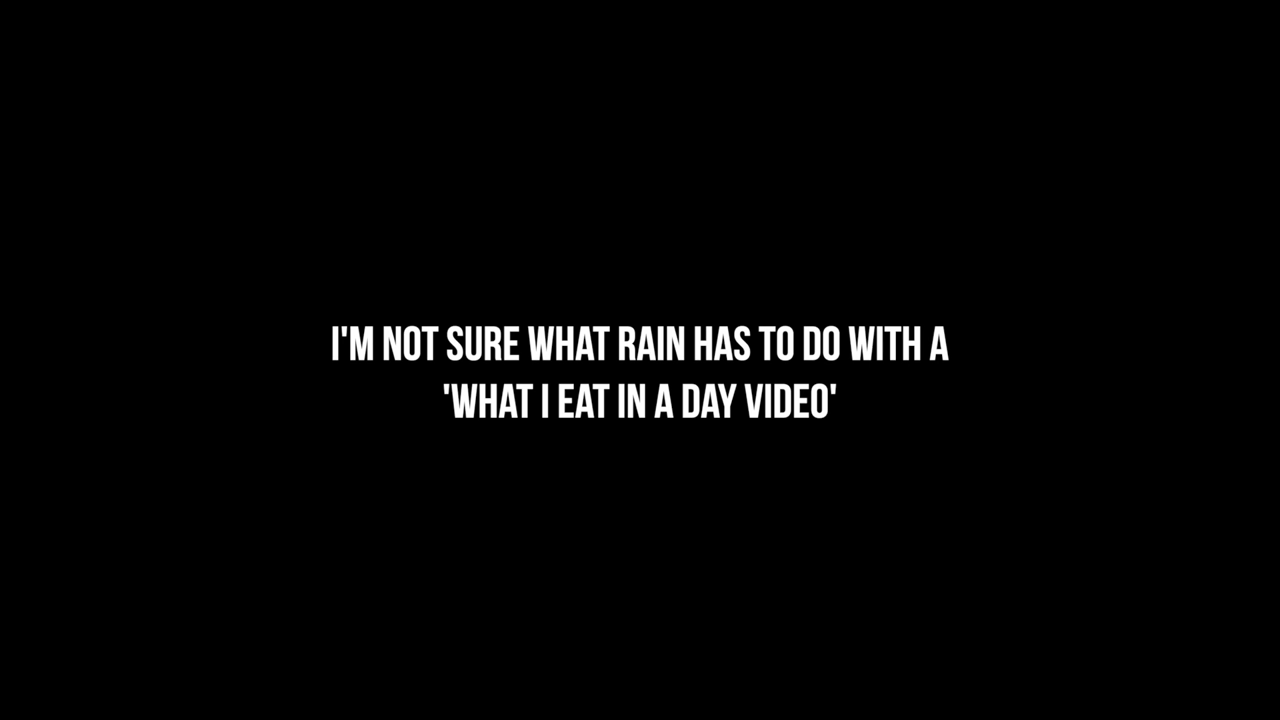 I'M NOT SURE WHAT RAIN HAS TO DO WITH A
'WHAT I EAT IN A DAY VIDEO'